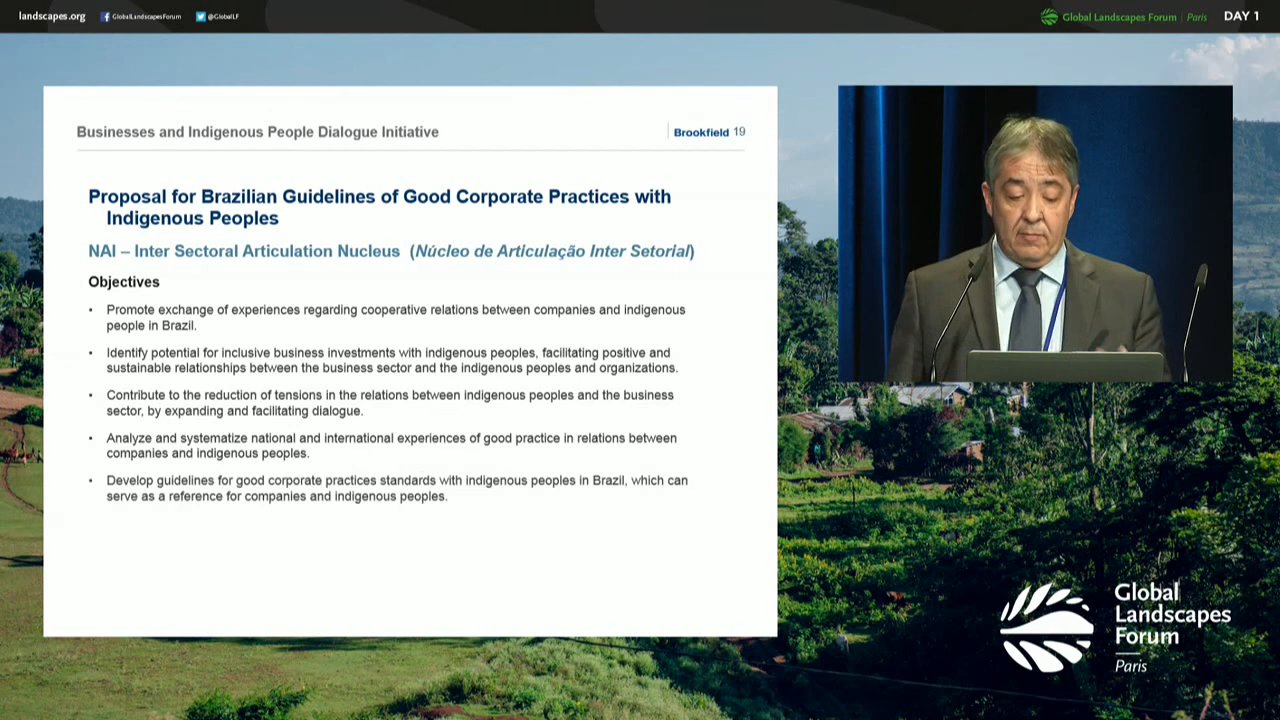 landscapes.org
GlobalLandscapesForum
@GlobalLF
Global Landscapes Forum | Paris
DAY 1
Businesses and Indigenous People Dialogue Initiative
Brookfield 19
Proposal for Brazilian Guidelines of Good Corporate Practices with
Indigenous Peoples
NAI – Inter Sectoral Articulation Nucleus (Núcleo de Articulação Inter Setorial)
Objectives
• Promote exchange of experiences regarding cooperative relations between companies and indigenous
people in Brazil.
• Identify potential for inclusive business investments with indigenous peoples, facilitating positive and
sustainable relationships between the business sector and the indigenous peoples and organizations.
• Contribute to the reduction of tensions in the relations between indigenous peoples and the business
sector, by expanding and facilitating dialogue.
• Analyze and systematize national and international experiences of good practice in relations between
companies and indigenous peoples.
• Develop guidelines for good corporate practices standards with indigenous peoples in Brazil, which can
serve as a reference for companies and indigenous peoples.
Global
Landscapes
Forum
Paris